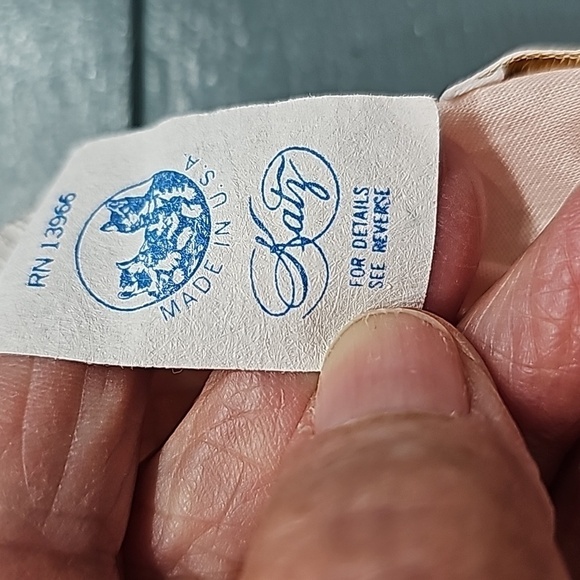 Katz
MADE IN U.S.A
RN 13966
FOR DETAILS
SEE REVERSE